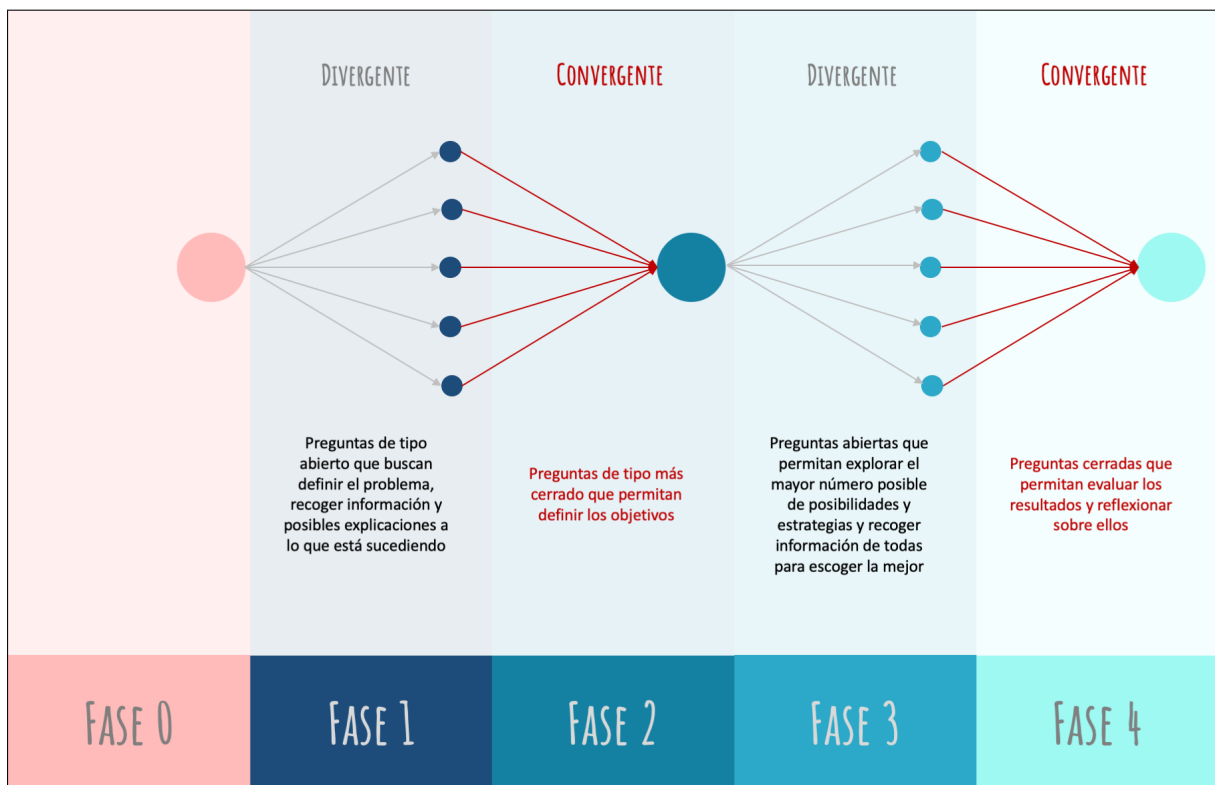 DIVERGENTE
CONVERGENTE
DIVERGENTE
CONVERGENTE
Preguntas de tipo
abierto que buscan
definir el problema,
recoger información y
posibles explicaciones a
lo que está sucediendo
Preguntas de tipo más
cerrado que permitan
definir los objetivos
Preguntas abiertas que
permitan explorar el
mayor número posible
de posibilidades y
estrategias y recoger
información de todas
para escoger la mejor
Preguntas cerradas que
permitan evaluar los
resultados y reflexionar
sobre ellos
FASE 0
FASE 1
FASE 2
FASE 3
FASE 4